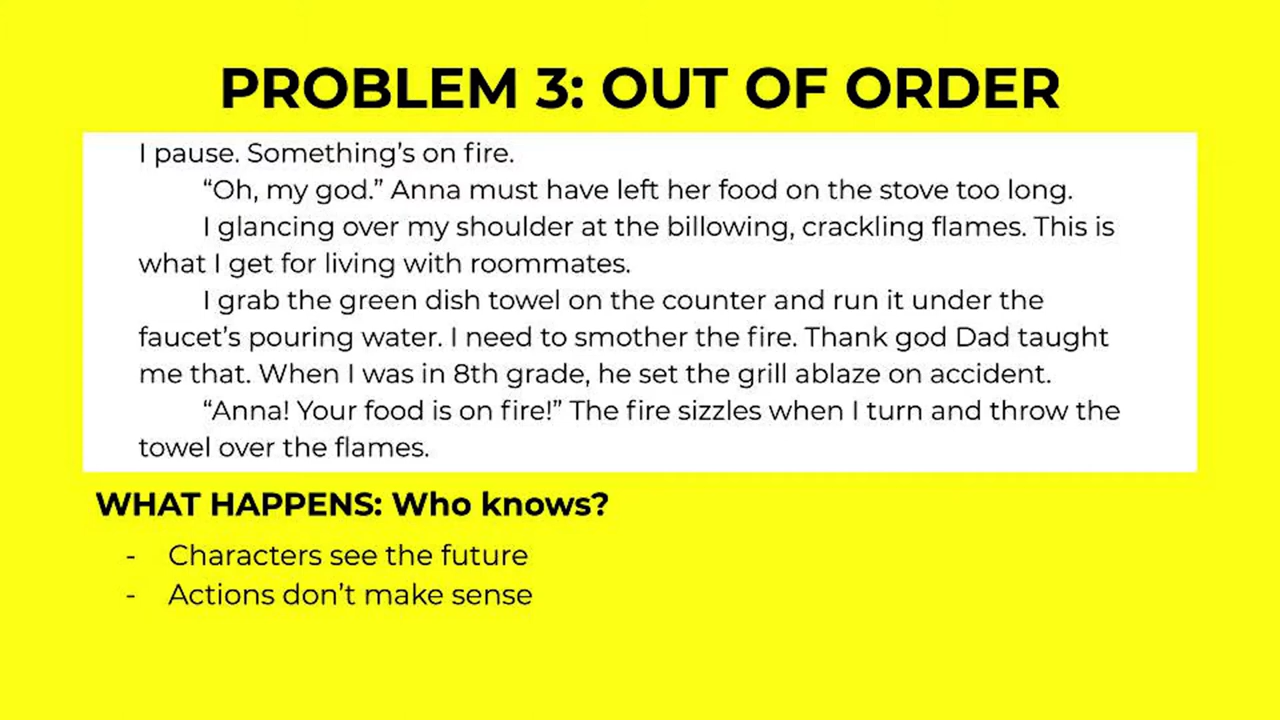 PROBLEM 3: OUT OF ORDER
I pause. Something’s on fire.
“Oh, my god.” Anna must have left her food on the stove too long.
I glancing over my shoulder at the billowing, crackling flames. This is
what I get for living with roommates.
I grab the green dish towel on the counter and run it under the
faucet’s pouring water. I need to smother the fire. Thank god Dad taught
me that. When I was in 8th grade, he set the grill ablaze on accident.
“Anna! Your food is on fire!” The fire sizzles when I turn and throw the
towel over the flames.
WHAT HAPPENS: Who knows?
- Characters see the future
- Actions don’t make sense